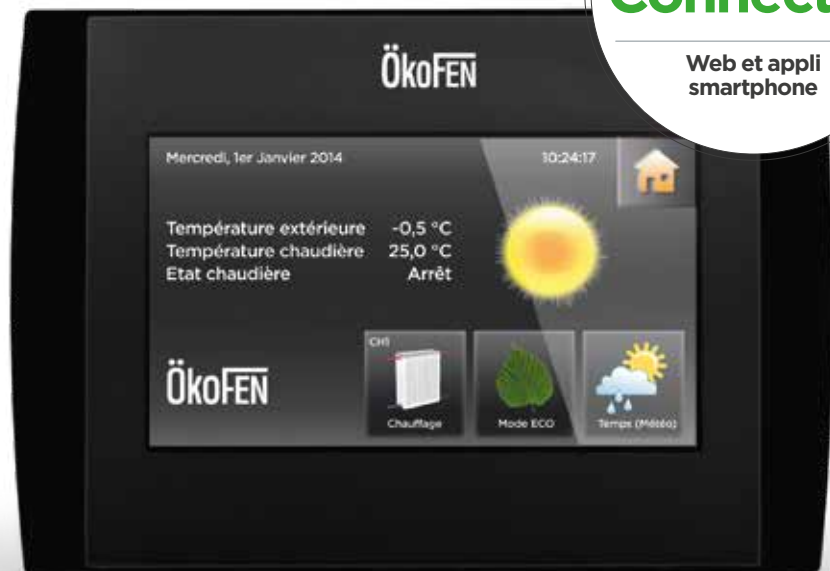 ÖkoFEN
Web et appli
smartphone
Mercredi, 1er Janvier 2014 10:24:17
Température extérieure -0,5 °C
Température chaudière 25,0 °C
Etat chaudière Arrêt
ÖkoFEN
CH1
Chauffage
Mode ECO
Temps (Météo)